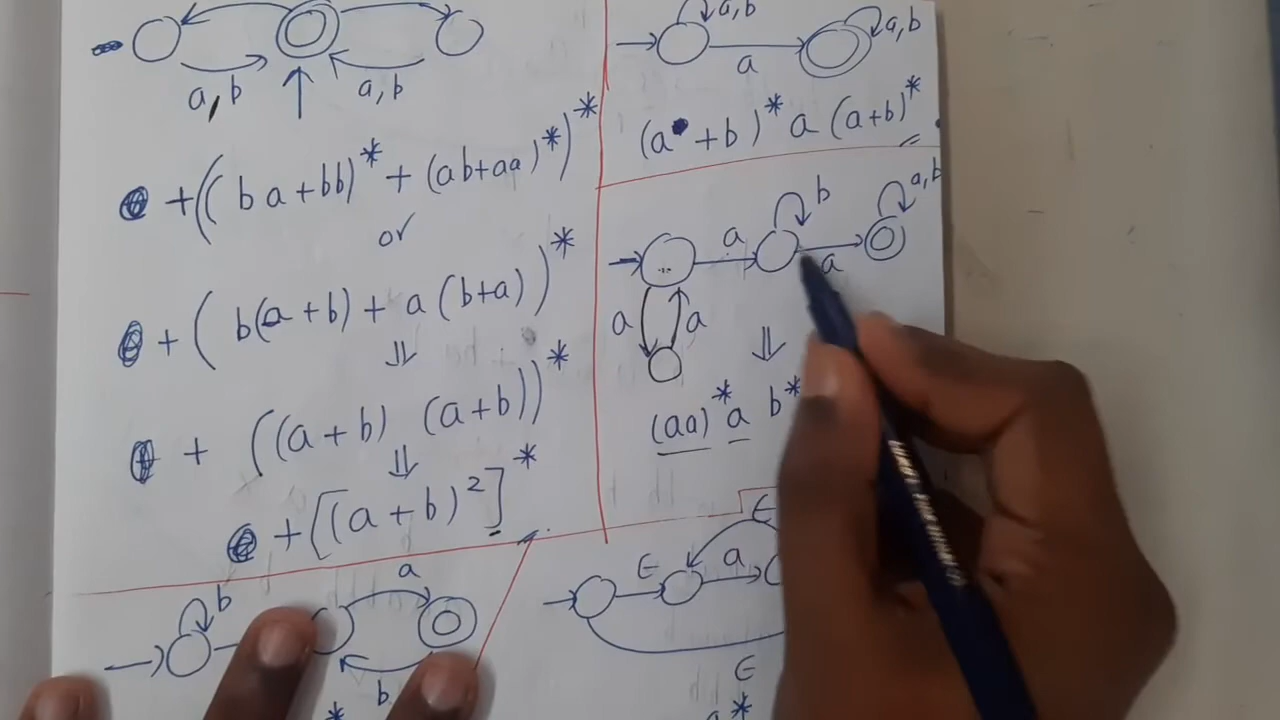 a, b
a, b
+ ((ba + bb)* + (ab + aa)*)*
or
+ (b(a + b) + a (b + a))*
⇓
+ ((a + b) (a + b))*
⇓
+ [(a + b)²]*
b
a
b
*
a,b
a,b
a
(a + b)* a (a + b)*
b
a,b
a
a
a
a
⇓
(aa)* a b*
∈
∈
a
∈
a*